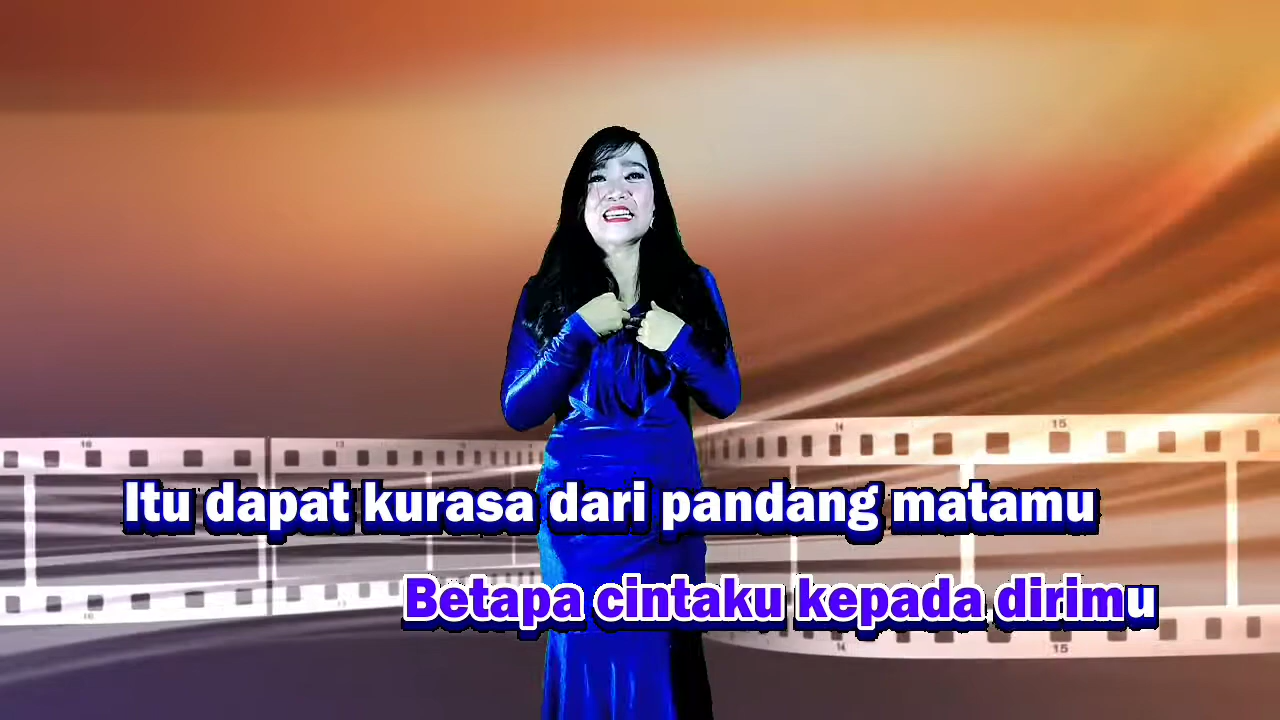 Itu dapat kurasa dari pandang matamu
Betapa cintaku kepada dirimu